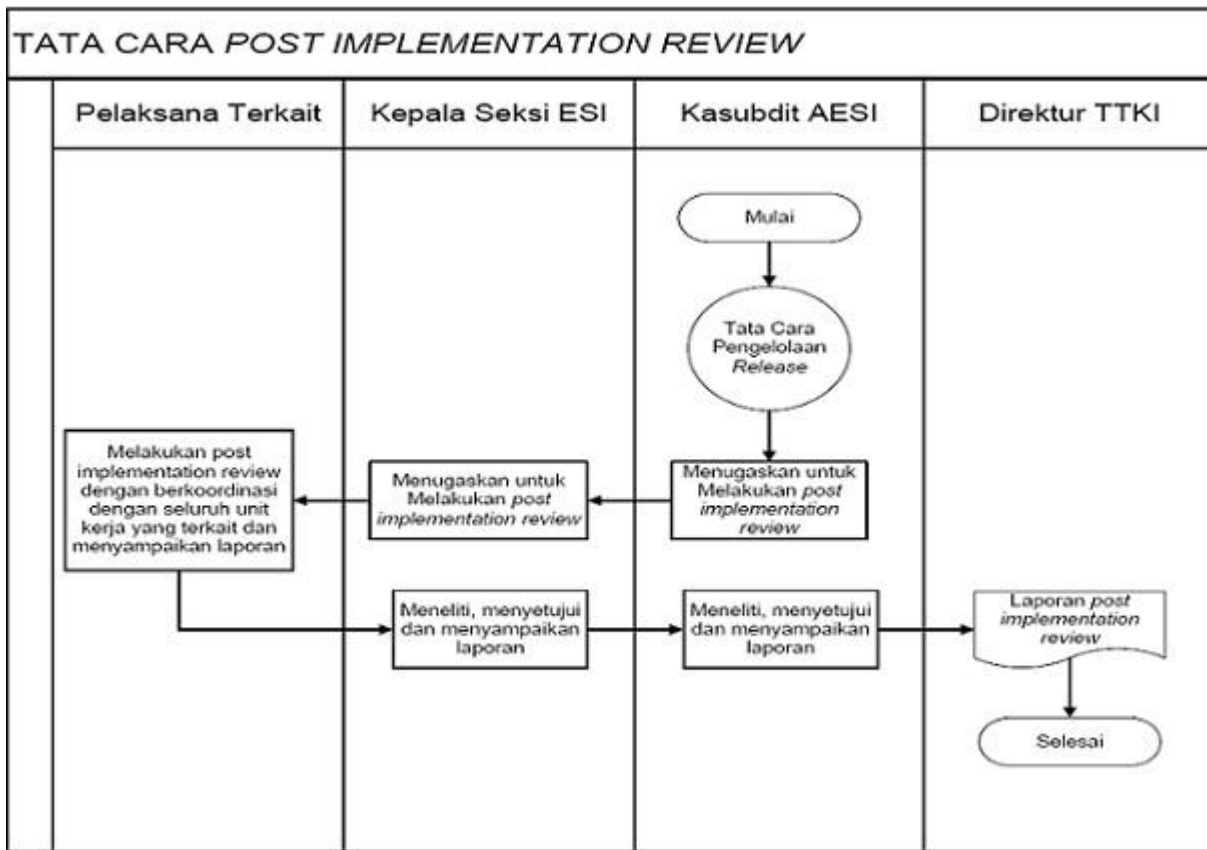 TATA CARA POST IMPLEMENTATION REVIEW
Pelaksana Terkait
Kepala Seksi ESI
Kasubdit AESI
Direktur TTKI
Mulai
Tata Cara
Pengelolaan
Release
Menugaskan untuk
Melakukan post
implementation
review
Menugaskan untuk
Melakukan post
implementation review
Melakukan post
implementation review
dengan berkoordinasi
dengan seluruh unit
kerja yang terkait dan
menyampaikan laporan
Meneliti, menyetujui
dan menyampaikan
laporan
Meneliti, menyetujui
dan menyampaikan
laporan
Laporan post
implementation
review
Selesai